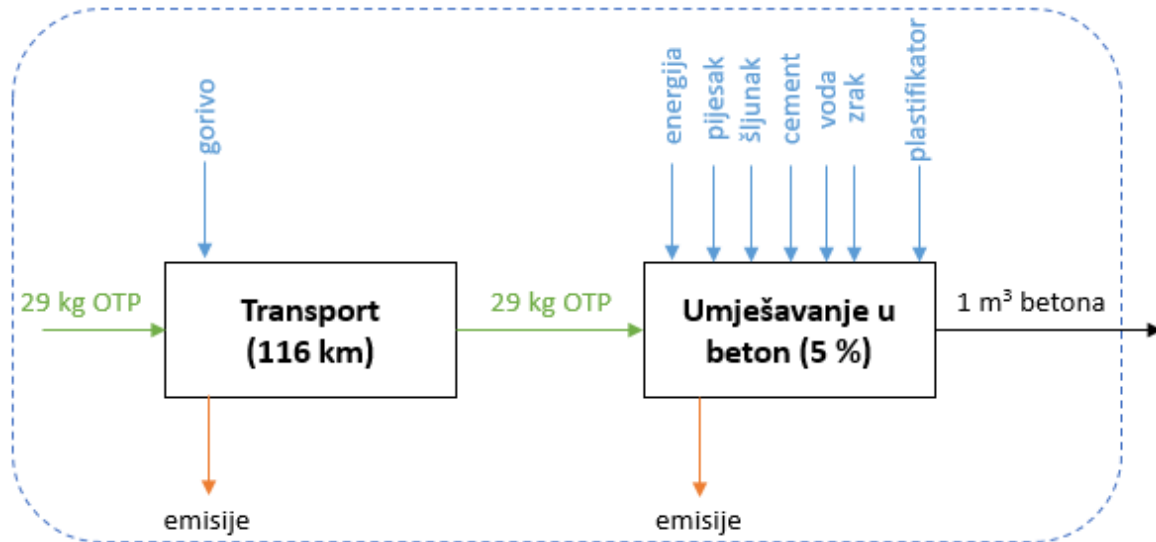 gorivo
energija
pijesak
šljunak
cement
voda
zrak
plastifikator
29 kg OTP
Transport
(116 km)
29 kg OTP
Umješavanje u
beton (5 %)
1 m³ betona
emisije
emisije